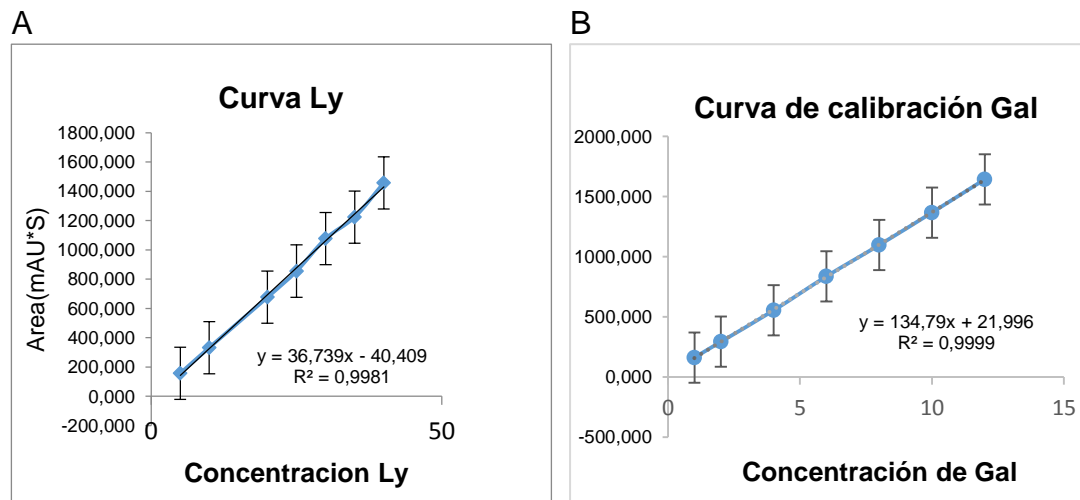 A
Curva Ly
1800,000
1600,000
1400,000
1200,000
1000,000
800,000
600,000
400,000
200,000
0,000
-200,000
Area(mAU*S)
y = 36,739x - 40,409
R² = 0,9981
0
50
Concentracion Ly
B
Curva de calibración Gal
2000,000
1500,000
1000,000
500,000
0,000
-500,000
y = 134,79x + 21,996
R² = 0,9999
0
5
10
15
Concentración de Gal